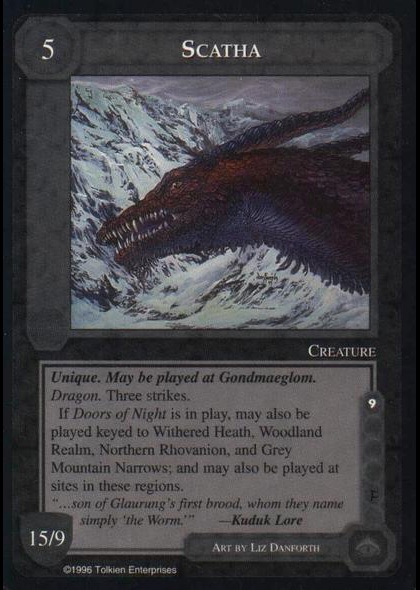 5
SCATHA
CREATURE
Unique. May be played at Gondmaeglom.
Dragon. Three strikes.
If Doors of Night is in play, may also be
played keyed to Withered Heath, Woodland
Realm, Northern Rhovanion, and Grey
Mountain Narrows; and may also be played at
sites in these regions.
“...son of Glaurung's first brood, whom they name
simply ‘the Worm.’” —Kuduk Lore
9
15/9
ART BY LIZ DANFORTH
©1996 Tolkien Enterprises